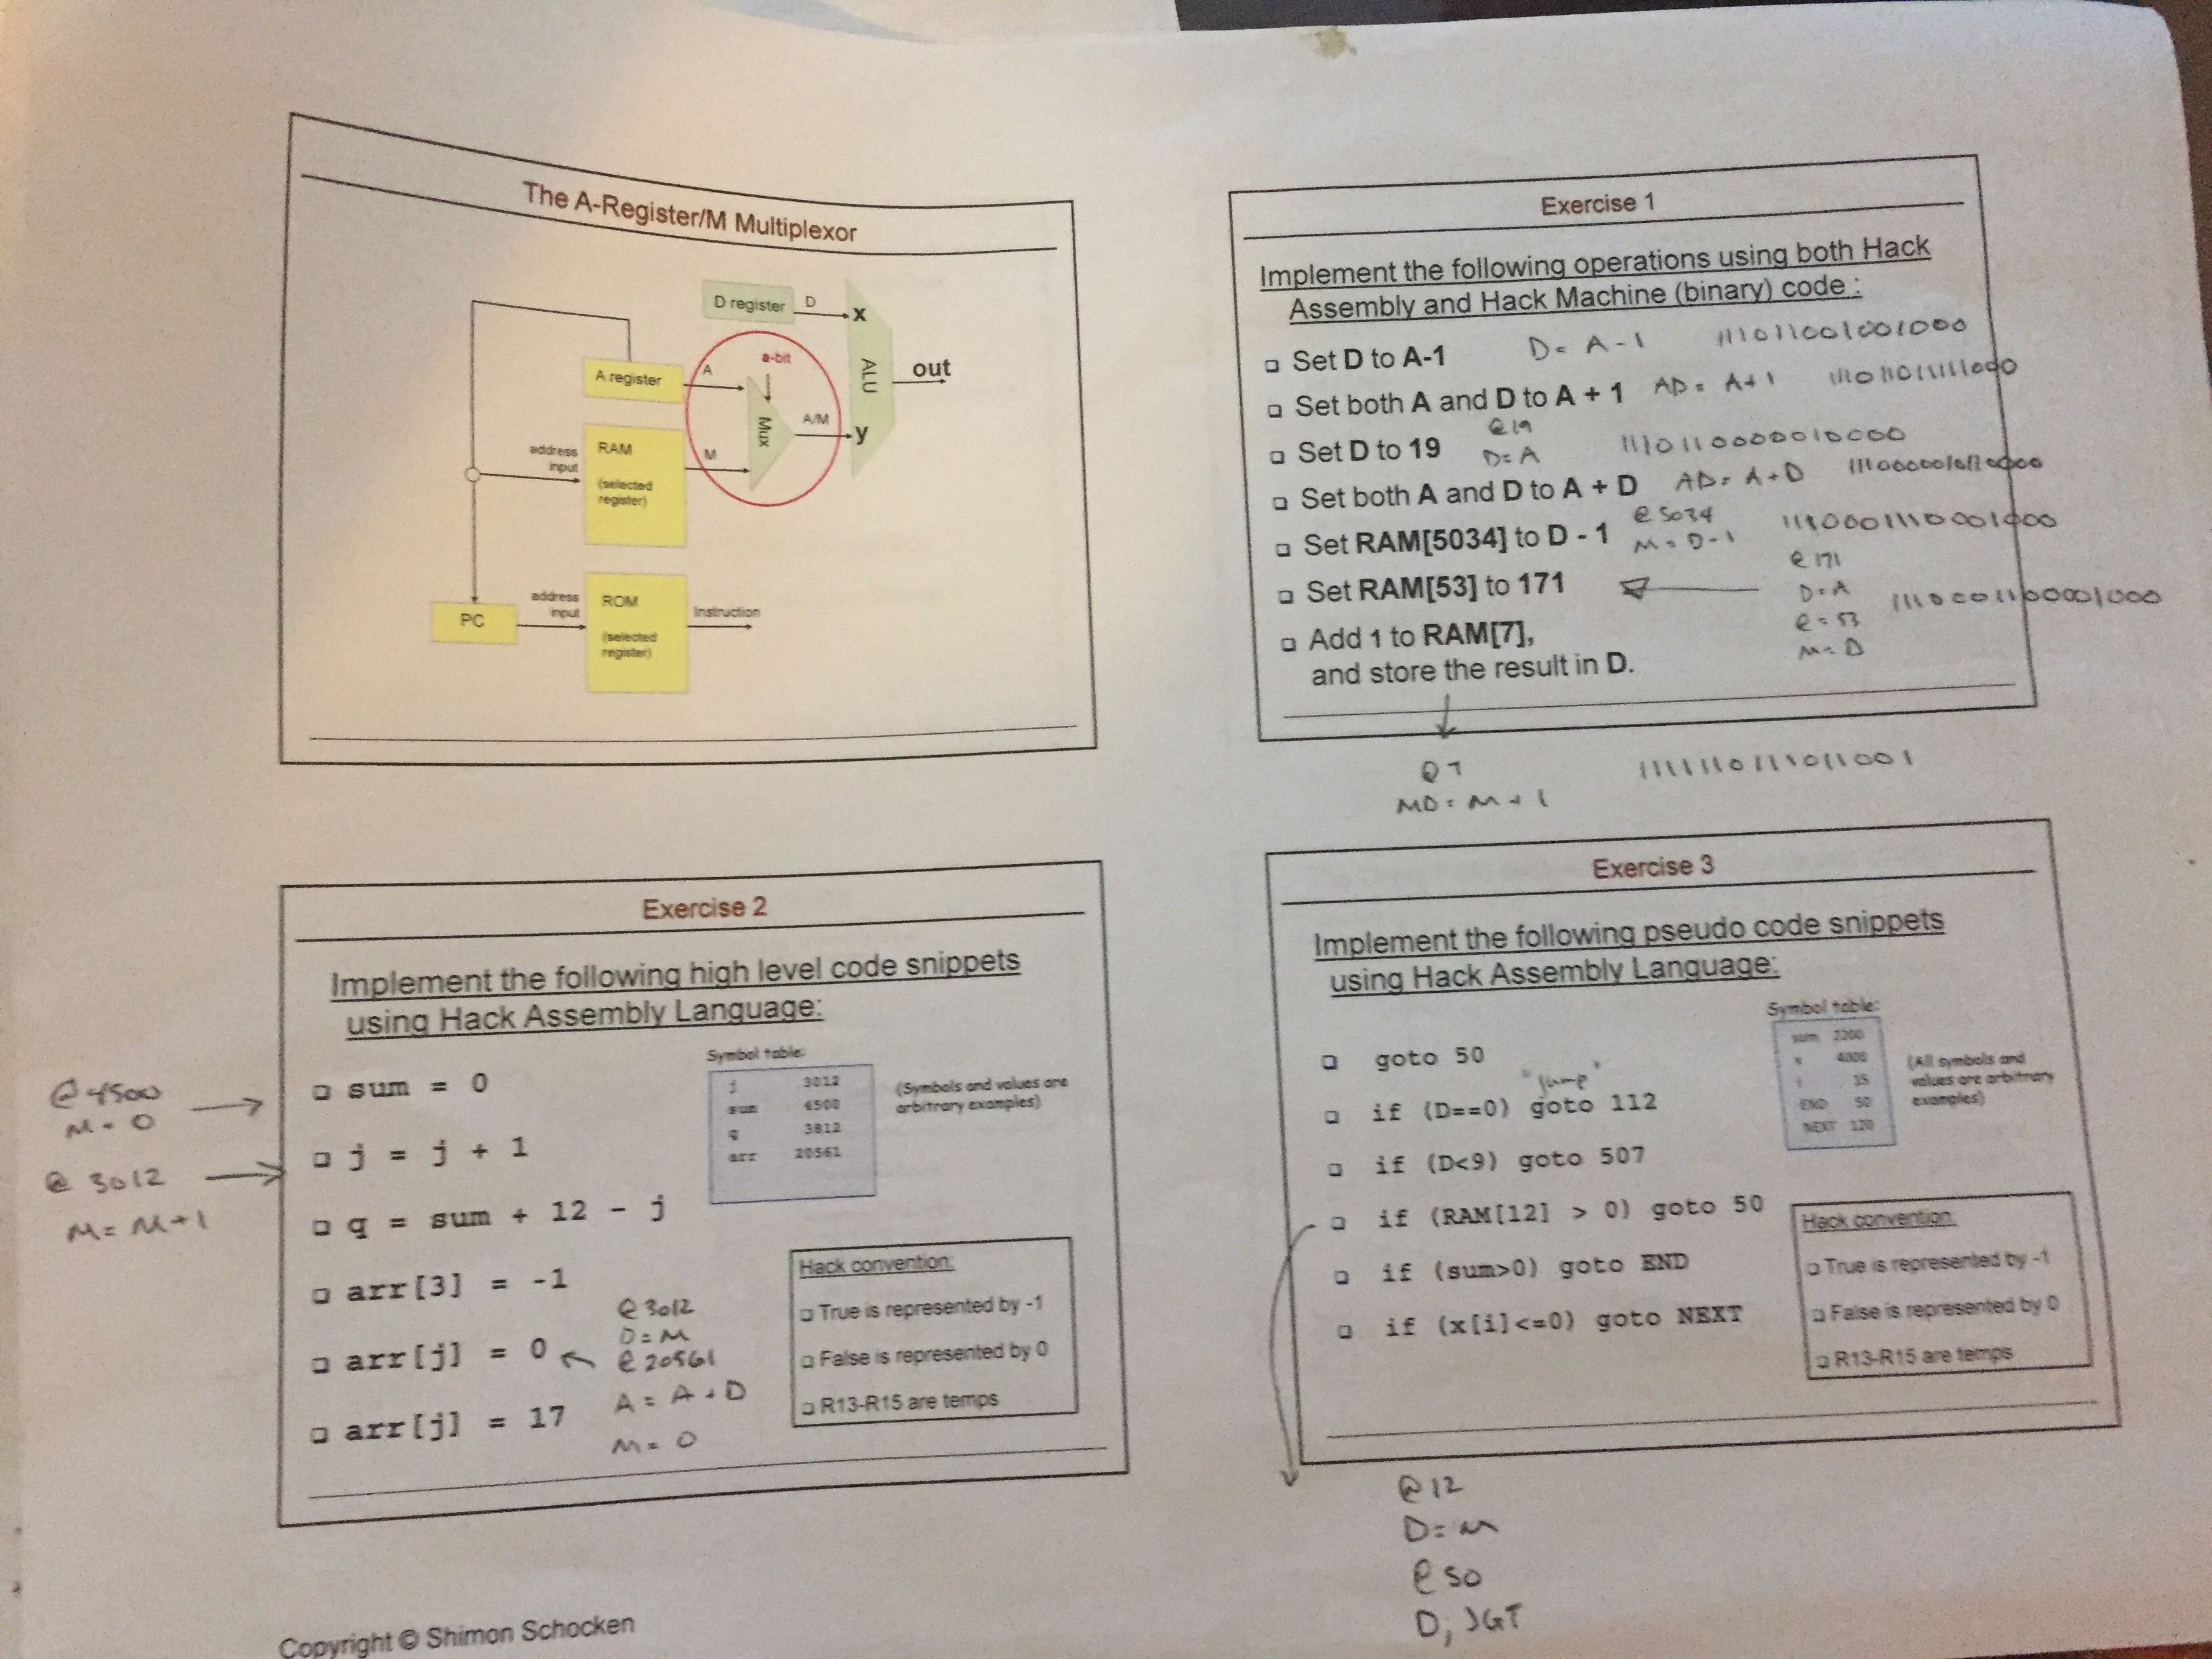 The A-Register/M Multiplexor
D register
D
x
a-bit
A register
A
ALU
out
Mux
A/M
y
address
input
RAM
(selected
register)
M
PC
address
input
ROM
(selected
register)
Instruction
Exercise 1
Implement the following operations using both Hack
Assembly and Hack Machine (binary) code :
Set D to A-1 D = A - 1 1110110010010000
Set both A and D to A + 1 AD = A+1
@19
Set D to 19 D=A 1110110000010000
Set both A and D to A + D AD = A+D
@5034
Set RAM[5034] to D - 1 M = D-1
@171
Set RAM[53] to 171 D=A
@=53
Add 1 to RAM[7], M=D
and store the result in D.
@7
MD = M+1
Exercise 2
Implement the following high level code snippets
using Hack Assembly Language:
Symbol table:
j 3012
sum 4500
q 3812
arr 20561
(Symbols and values are
arbitrary examples)
@4500
M=0
sum = 0
@3012
M=M+1
j = j + 1
q = sum + 12 - j
arr[3] = -1
arr[j] = 0
@3012
D=M
@20561
A = A+D
M=0
arr[j] = 17
Hack convention:
True is represented by -1
False is represented by 0
R13-R15 are temps
Exercise 3
Implement the following pseudo code snippets
using Hack Assembly Language:
Symbol table:
sum 2200
x 4000
i 15
END 50
NEXT 120
(All symbols and
values are arbitrary
examples)
goto 50
"jump"
if (D==0) goto 112
if (D<9) goto 507
if (RAM[12] > 0) goto 50
if (sum>0) goto END
if (x[i]<=0) goto NEXT
Hack convention:
True is represented by -1
False is represented by 0
R13-R15 are temps
@12
D=M
@50
D, JGT
Copyright © Shimon Schocken